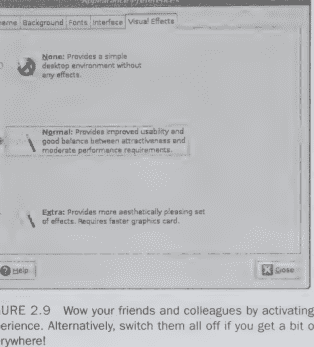 Appearance Preferences
eme Background Fonts Interface Visual Effects
None: Provides a simple
desktop environment without
any effects.
Normal: Provides improved usability and
good balance between attractiveness and
moderate performance requirements.
Extra: Provides more aesthetically pleasing set
of effects. Requires faster graphics card.
Help Close
URE 2.9 Wow your friends and colleagues by activating
erience. Alternatively, switch them all off if you get a bit o
rywhere!